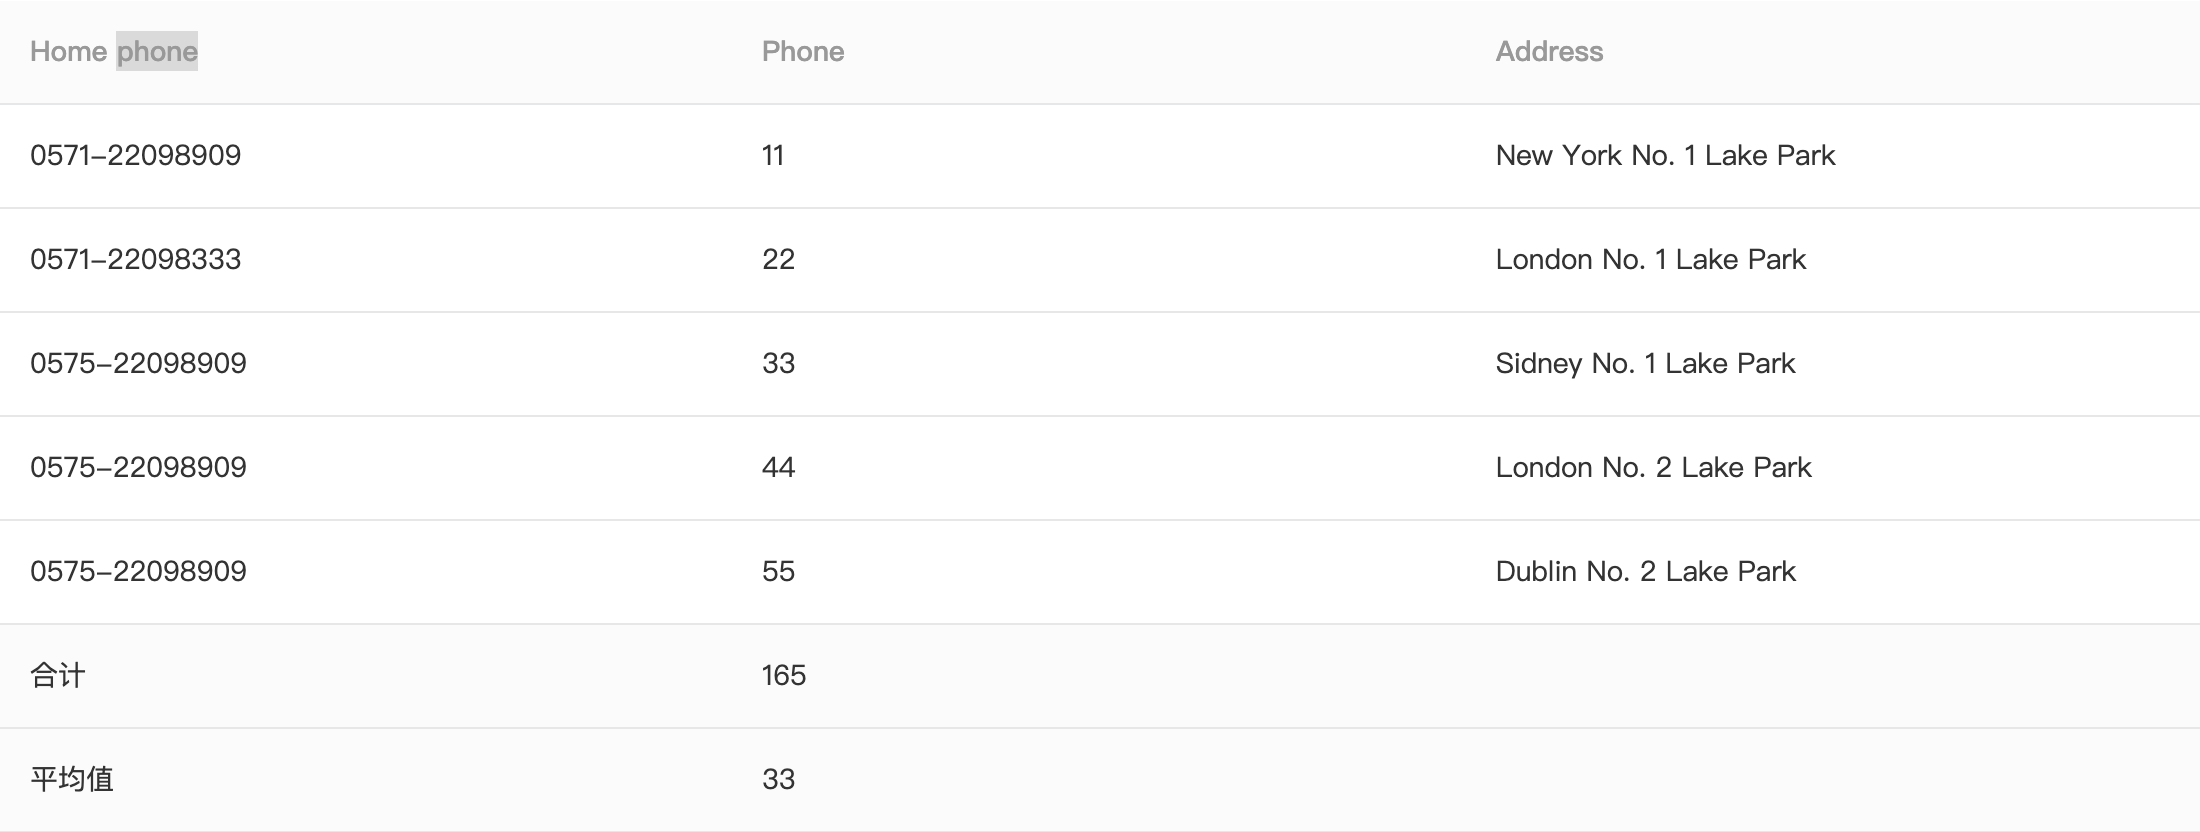 Home phone Phone Address
0571-22098909 11 New York No. 1 Lake Park
0571-22098333 22 London No. 1 Lake Park
0575-22098909 33 Sidney No. 1 Lake Park
0575-22098909 44 London No. 2 Lake Park
0575-22098909 55 Dublin No. 2 Lake Park
合计 165
平均值 33